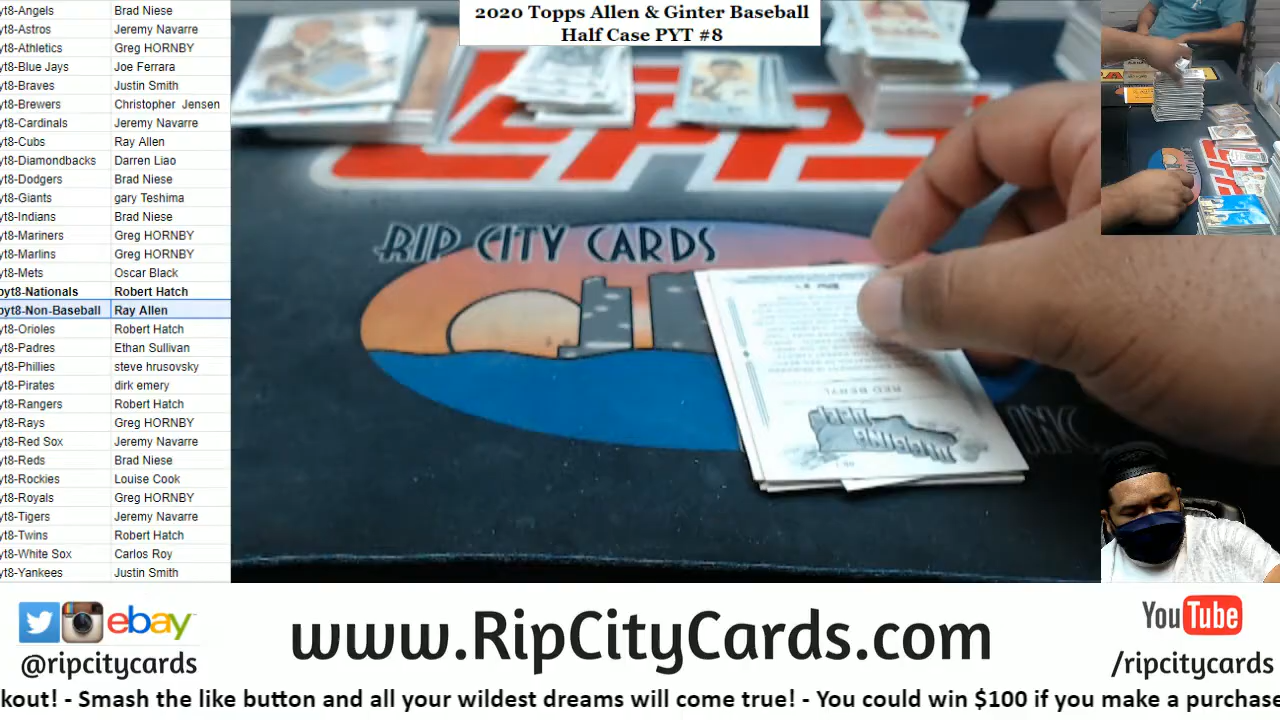 2020 Topps Allen & Ginter Baseball
Half Case PYT #8
yt8-Angels Brad Niese
yt8-Astros Jeremy Navarre
yt8-Athletics Greg HORNBY
yt8-Blue Jays Joe Ferrara
yt8-Braves Justin Smith
yt8-Brewers Christopher Jensen
yt8-Cardinals Jeremy Navarre
yt8-Cubs Ray Allen
yt8-Diamondbacks Darren Liao
yt8-Dodgers Brad Niese
yt8-Giants gary Teshima
yt8-Indians Brad Niese
yt8-Mariners Greg HORNBY
yt8-Marlins Greg HORNBY
yt8-Mets Oscar Black
pyt8-Nationals Robert Hatch
pyt8-Non-Baseball Ray Allen
yt8-Orioles Robert Hatch
yt8-Padres Ethan Sullivan
yt8-Phillies steve hrusovsky
yt8-Pirates dirk emery
yt8-Rangers Robert Hatch
yt8-Rays Greg HORNBY
yt8-Red Sox Jeremy Navarre
yt8-Reds Brad Niese
yt8-Rockies Louise Cook
yt8-Royals Greg HORNBY
yt8-Tigers Jeremy Navarre
yt8-Twins Robert Hatch
yt8-White Sox Carlos Roy
yt8-Yankees Justin Smith
RIP CITY CARDS
INC
RED BERYL
DIGGING DEEP
ebay
@ripcitycards
www.RipCityCards.com
YouTube
/ripcitycards
kout! - Smash the like button and all your wildest dreams will come true! - You could win $100 if you make a purchase